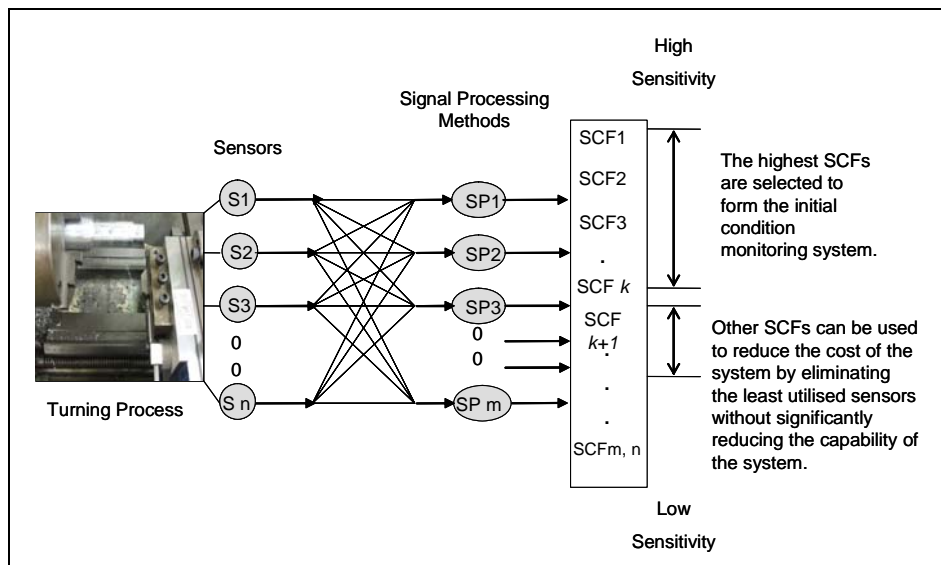 High
Sensitivity
Signal Processing
Methods
Sensors
S1
S2
S3
0
0
S n
Turning Process
SP1
SP2
SP3
0
0
SP m
SCF1
SCF2
SCF3
.
SCF k
SCF
k+1
.
.
.
SCFm, n
The highest SCFs
are selected to
form the initial
condition
monitoring system.
Other SCFs can be used
to reduce the cost of the
system by eliminating
the least utilised sensors
without significantly
reducing the capability of
the system.
Low
Sensitivity